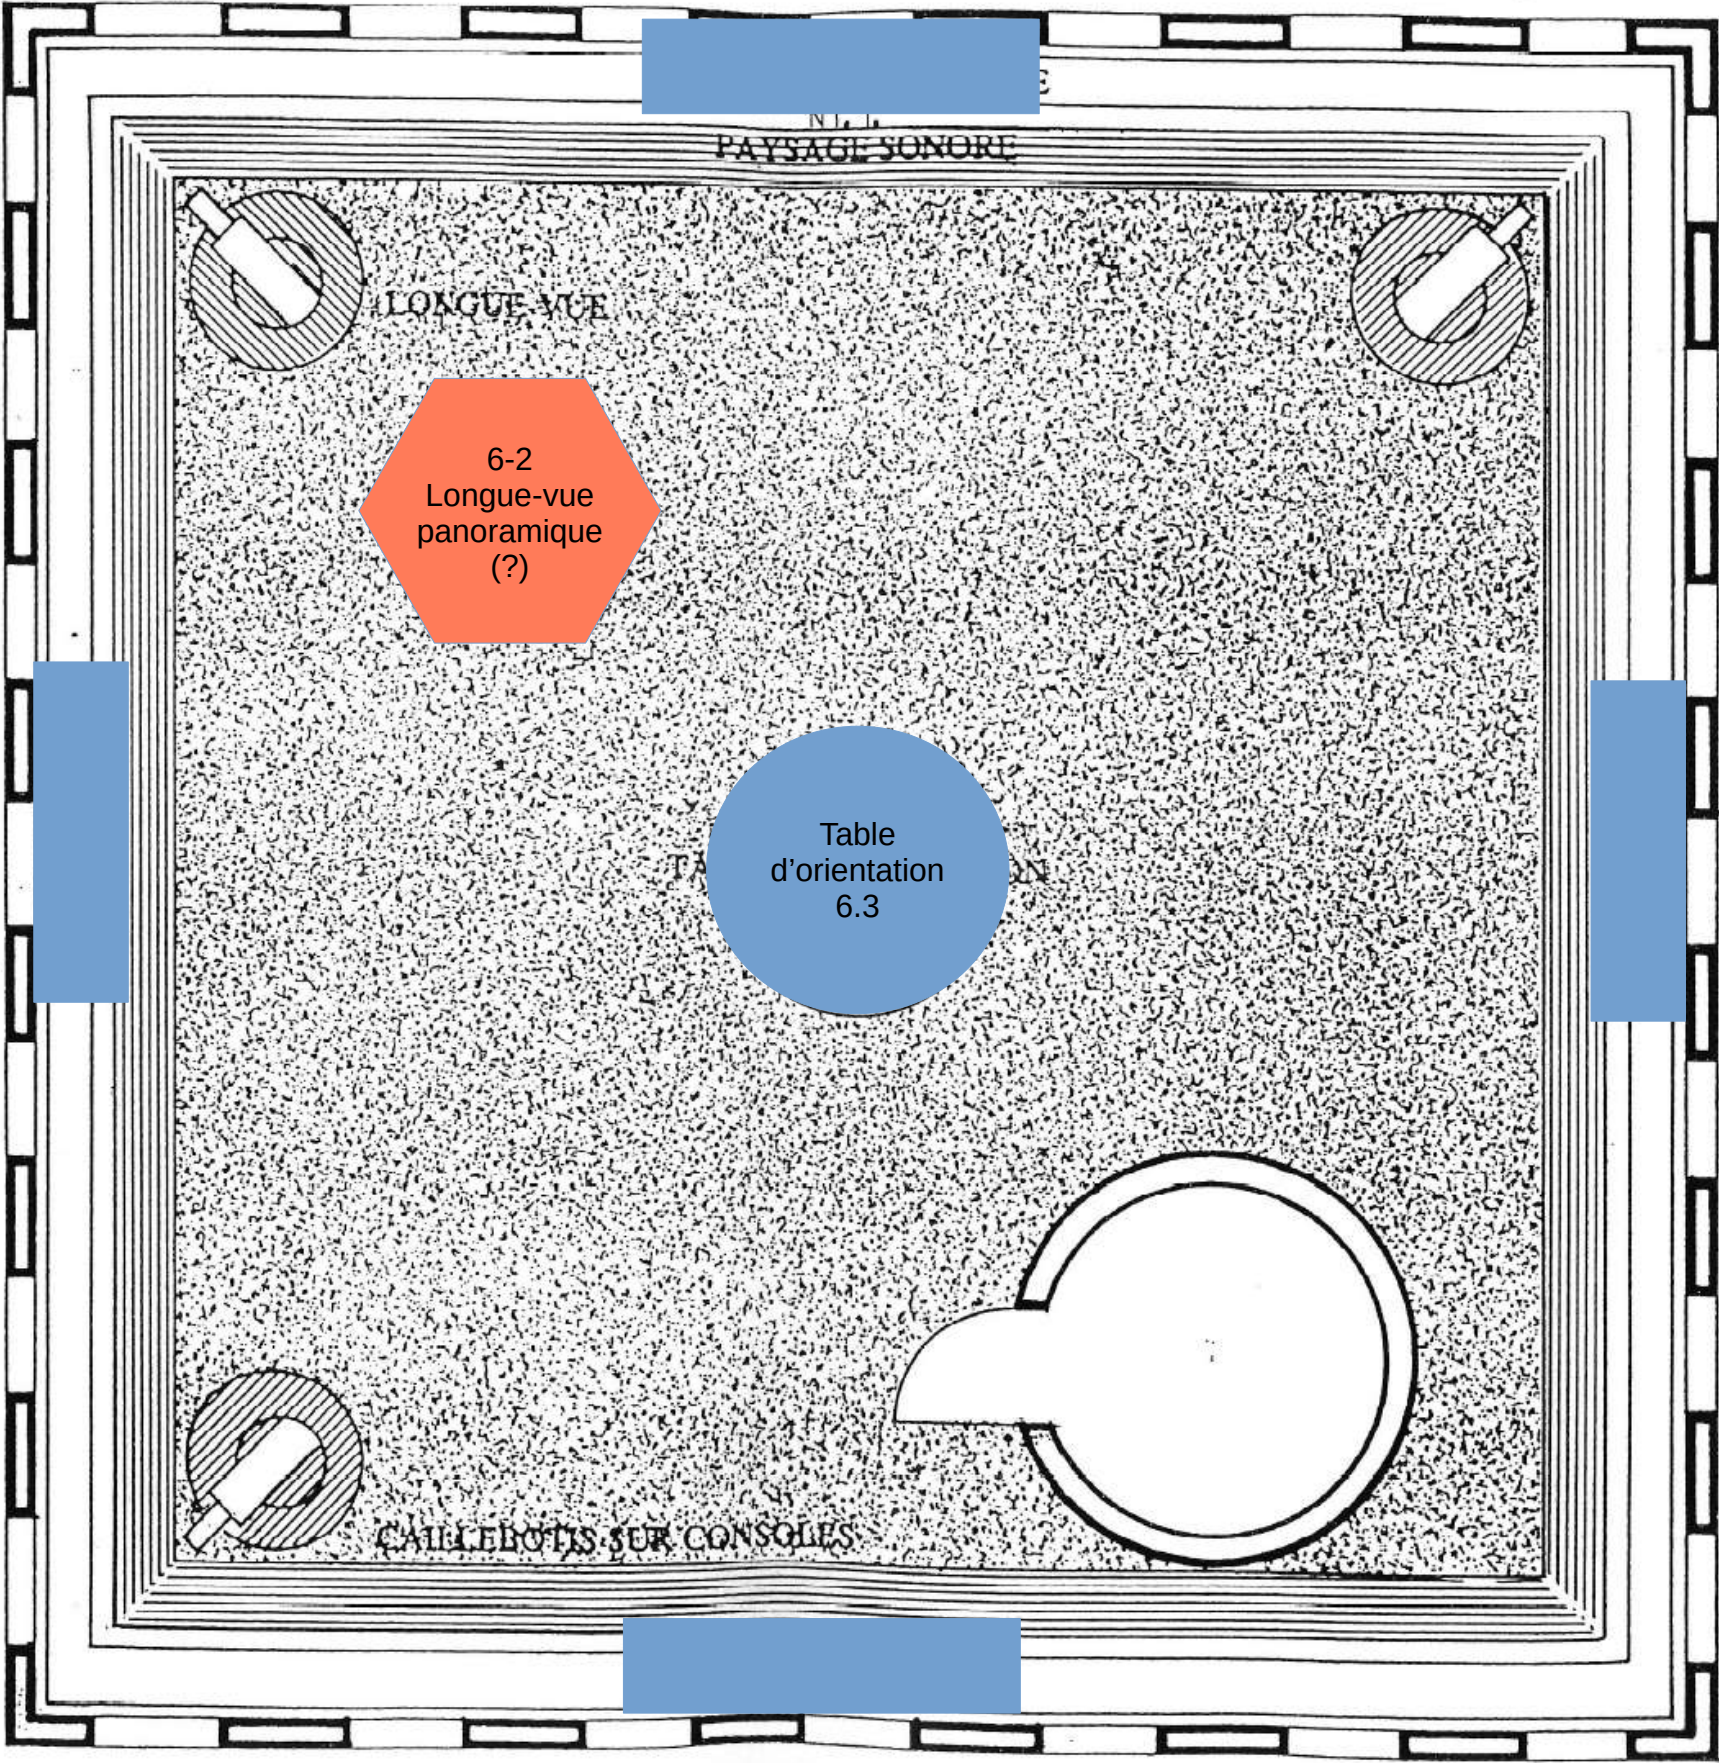 PAYSAGE SONORE
LONGUE-VUE
6-2
Longue-vue
panoramique
(?)
Table
d’orientation
6.3
CAILLEBOTIS SUR CONSOLES